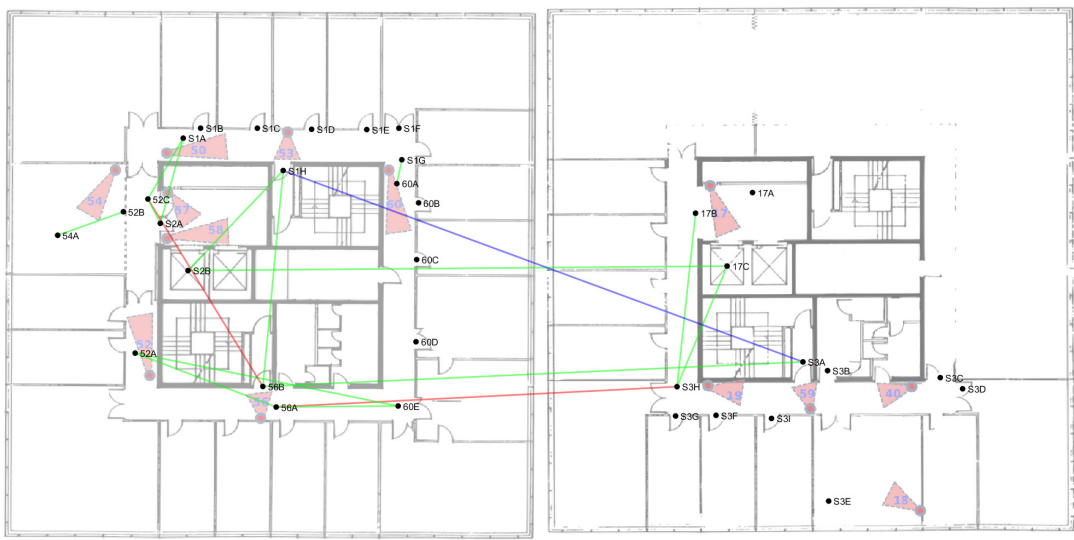 S1B
S1C
S1D
S1E
S1F
S1A
50
53
S1G
S1H
54
52C
57
60A
60
60B
52B
S2A
58
54A
S2B
60C
52
52A
60D
56B
56A
60E
17A
17B
17C
S3A
S3B
S3C
S3D
S3H
19
59
40
S3G
S3F
S3I
S3E
18